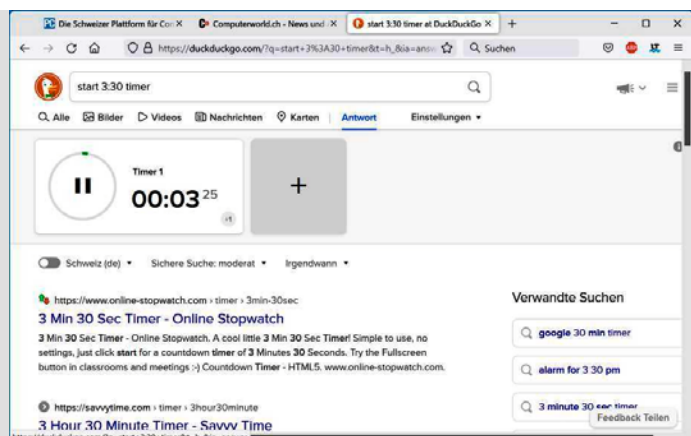 Die Schweizer Plattform für Con
Computerworld.ch - News und
start 3:30 timer at DuckDuckGo
https://duckduckgo.com/?q=start+3%3A30+timer&t=h_&ia=answ
Suchen
start 3:30 timer
Alle Bilder Videos Nachrichten Karten Antwort Einstellungen
Timer 1
00:03 25
+1
+
Schweiz (de) Sichere Suche: moderat Irgendwann
https://www.online-stopwatch.com › timer › 3min-30sec
3 Min 30 Sec Timer - Online Stopwatch
3 Min 30 Sec Timer - Online Stopwatch. A cool little 3 Min 30 Sec Timer! Simple to use, no
settings, just click start for a countdown timer of 3 Minutes 30 Seconds. Try the Fullscreen
button in classrooms and meetings :-) Countdown Timer - HTML5. www.online-stopwatch.com.
https://savvytime.com › timer › 3hour30minute
3 Hour 30 Minute Timer - Savvy Time
Verwandte Suchen
google 30 min timer
alarm for 3 30 pm
3 minute 30 sec timer
Feedback Teilen